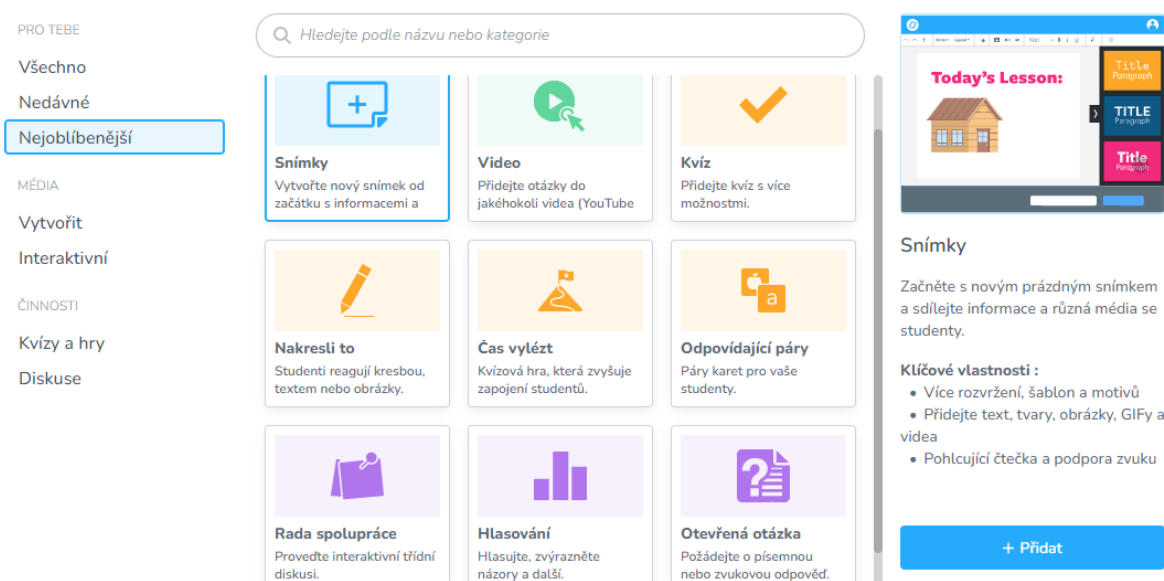 PRO TEBE
Všechno
Nedávné
Nejoblíbenější
MÉDIA
Vytvořit
Interaktivní
ČINNOSTI
Kvízy a hry
Diskuse
Hledejte podle názvu nebo kategorie
Snímky
Vytvořte nový snímek od
začátku s informacemi a
Video
Přidejte otázky do
jakéhokoli videa (YouTube
Kvíz
Přidejte kvíz s více
možnostmi.
Nakresli to
Studenti reagují kresbou,
textem nebo obrázky.
Čas vylézt
Kvízová hra, která zvyšuje
zapojení studentů.
a
Odpovídající páry
Páry karet pro vaše
studenty.
Rada spolupráce
Proveďte interaktivní třídní
diskusi.
Hlasování
Hlasujte, zvýrazněte
názory a další.
Otevřená otázka
Požádejte o písemnou
nebo zvukovou odpověď.
Today's Lesson:
Title
Paragraph
TITLE
Paragraph
Title
Paragraph
Snímky
Začněte s novým prázdným snímkem
a sdílejte informace a různá média se
studenty.
Klíčové vlastnosti :
• Více rozvržení, šablon a motivů
• Přidejte text, tvary, obrázky, GIFy a
videa
• Pohlcující čtečka a podpora zvuku
+ Přidat